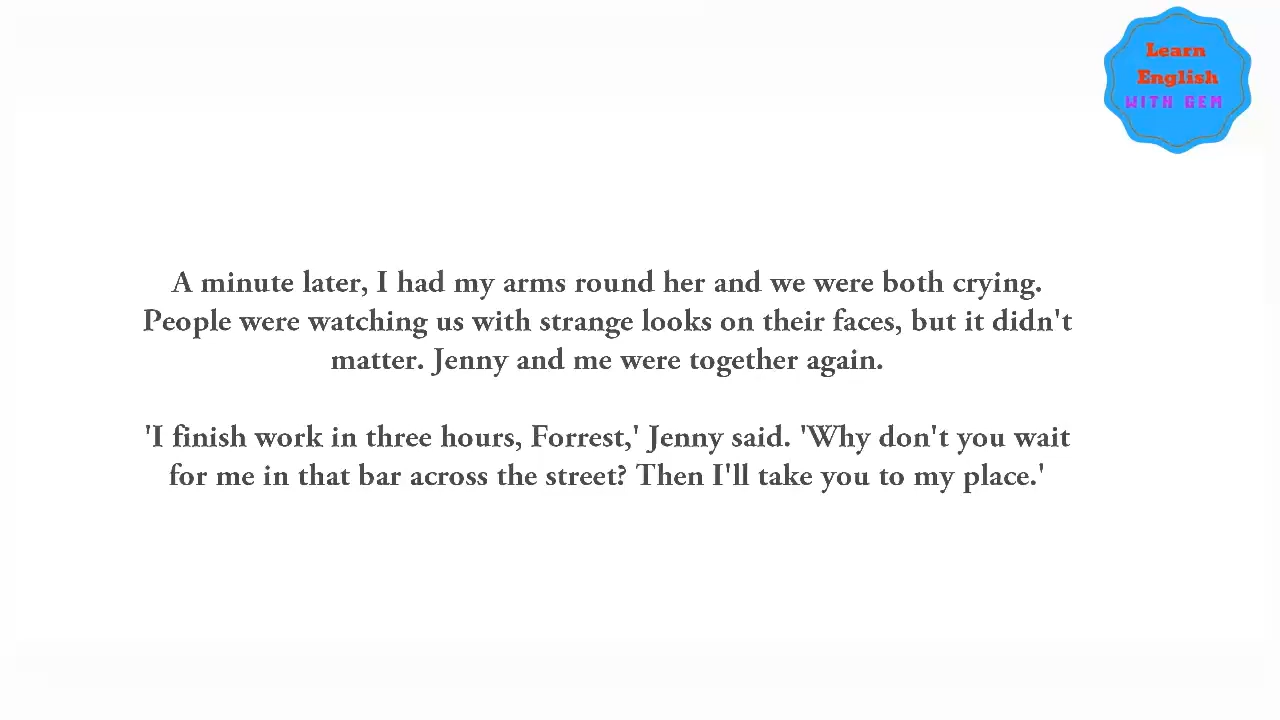 Learn
English
WITH GEM
A minute later, I had my arms round her and we were both crying.
People were watching us with strange looks on their faces, but it didn't
matter. Jenny and me were together again.
'I finish work in three hours, Forrest,' Jenny said. 'Why don't you wait
for me in that bar across the street? Then I'll take you to my place.'